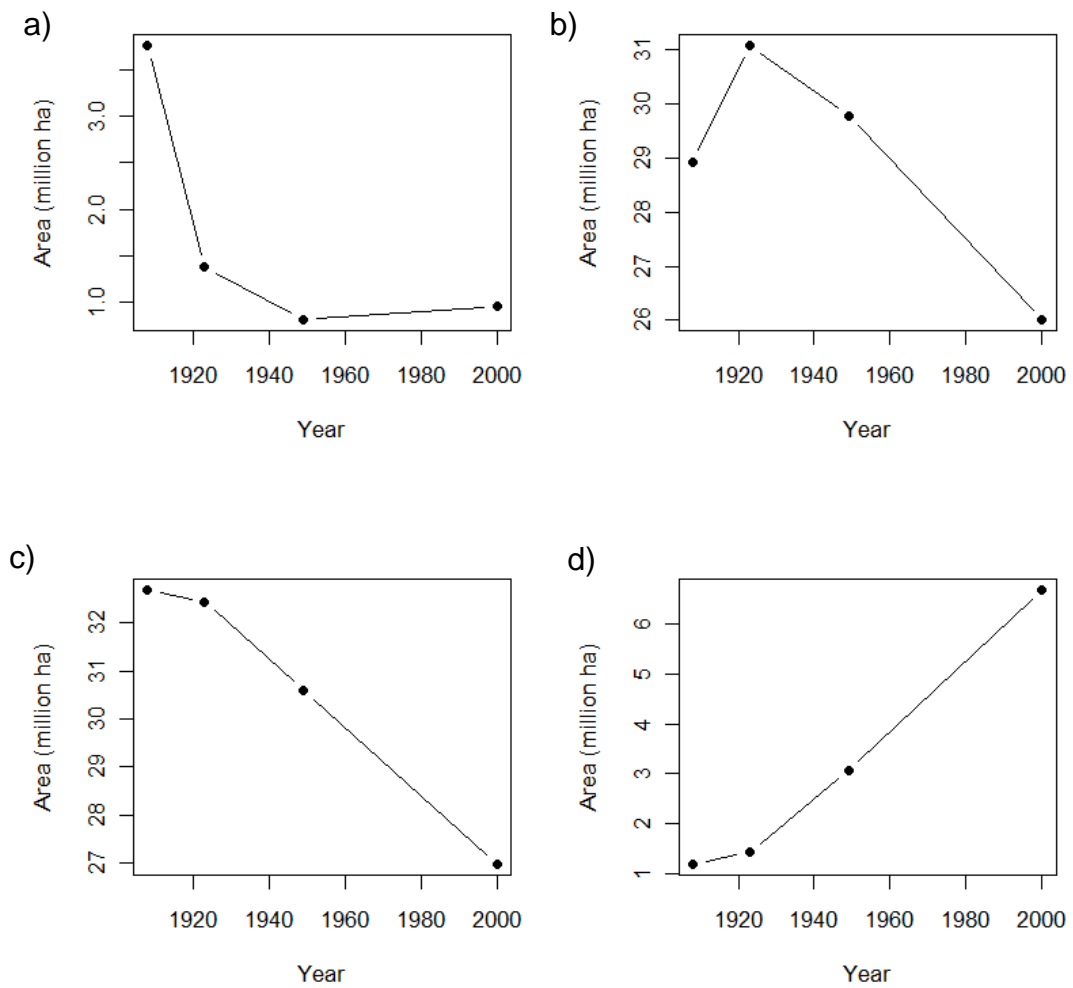 a)
Area (million ha)
1.0 2.0 3.0
1920 1940 1960 1980 2000
Year
b)
Area (million ha)
26 27 28 29 30 31
1920 1940 1960 1980 2000
Year
c)
Area (million ha)
27 28 29 30 31 32
1920 1940 1960 1980 2000
Year
d)
Area (million ha)
1 2 3 4 5 6
1920 1940 1960 1980 2000
Year